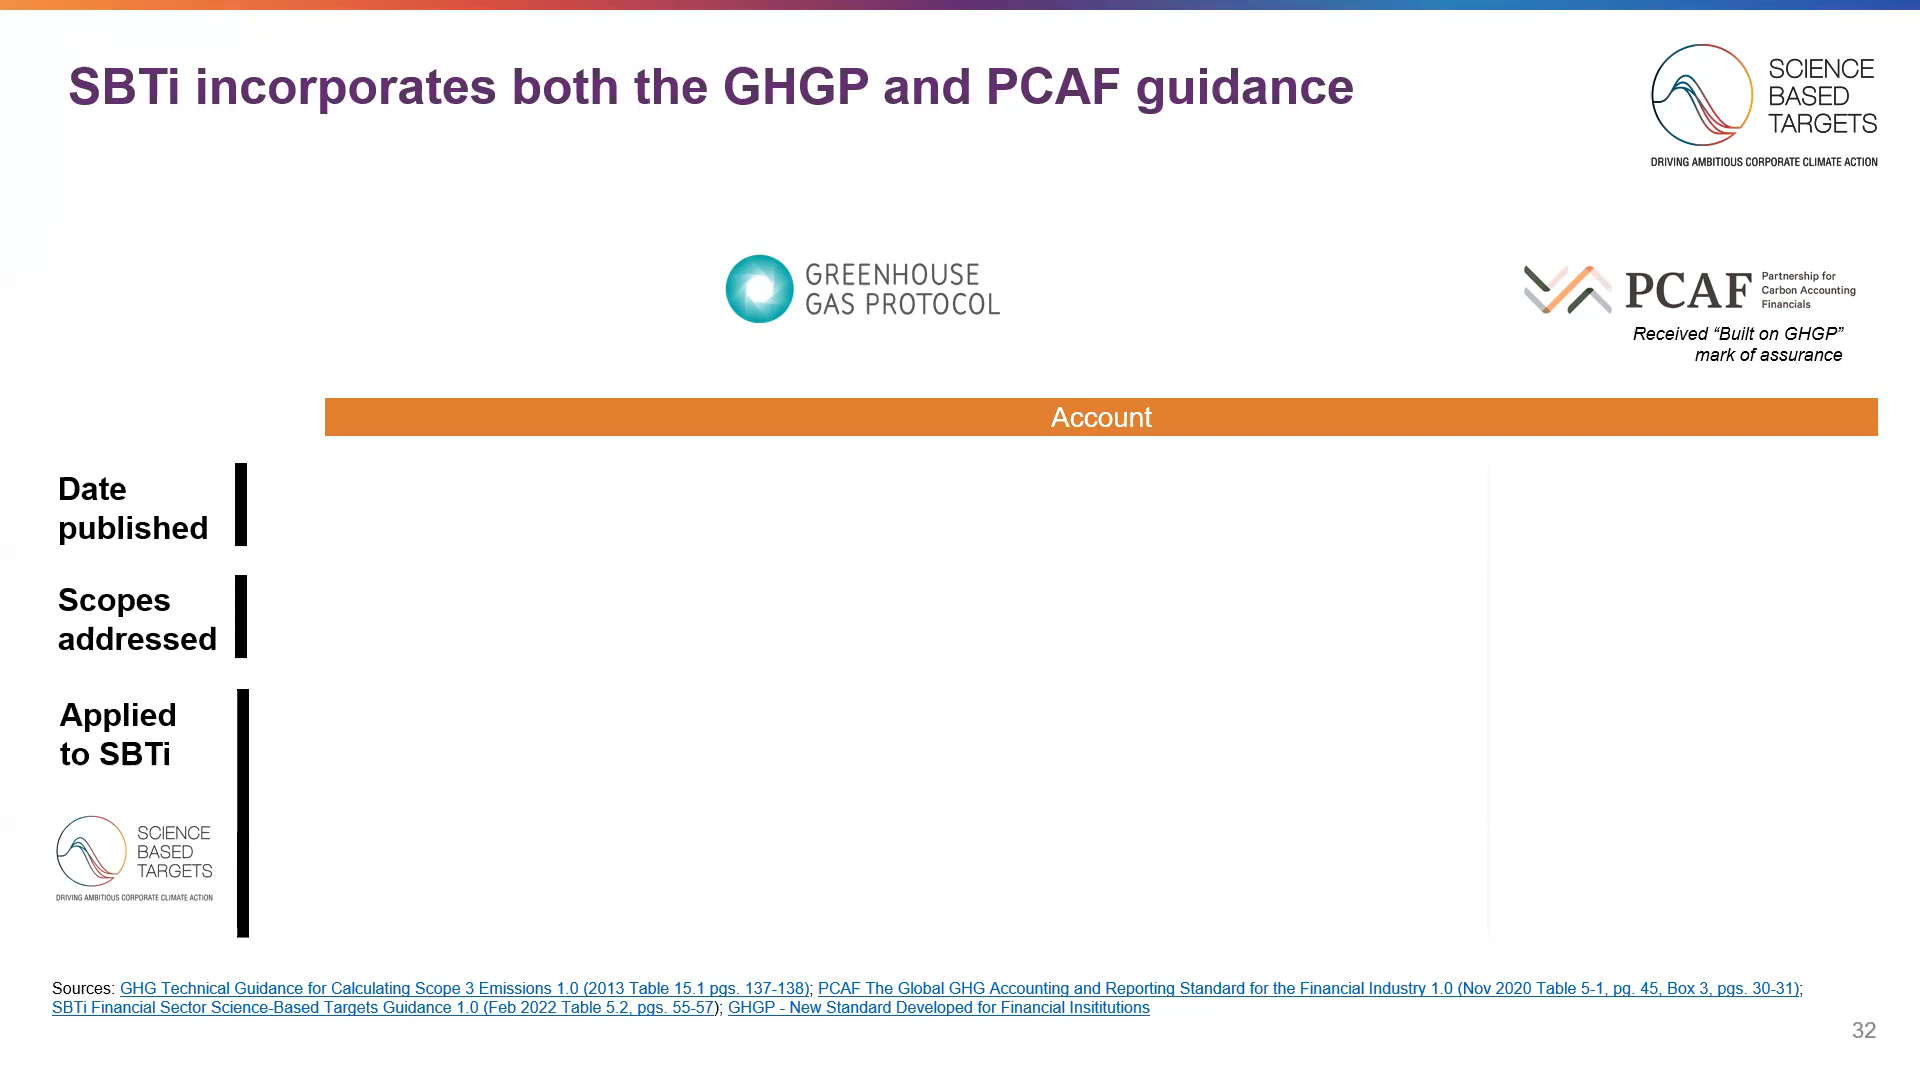 SBTi incorporates both the GHGP and PCAF guidance
SCIENCE
BASED
TARGETS
DRIVING AMBITIOUS CORPORATE CLIMATE ACTION
GREENHOUSE
GAS PROTOCOL
PCAF
Partnership for
Carbon Accounting
Financials
Received “Built on GHGP”
mark of assurance
Account
Date
published
Scopes
addressed
Applied
to SBTi
SCIENCE
BASED
TARGETS
DRIVING AMBITIOUS CORPORATE CLIMATE ACTION
Sources: GHG Technical Guidance for Calculating Scope 3 Emissions 1.0 (2013 Table 15.1 pgs. 137-138); PCAF The Global GHG Accounting and Reporting Standard for the Financial Industry 1.0 (Nov 2020 Table 5-1, pg. 45, Box 3, pgs. 30-31);
SBTi Financial Sector Science-Based Targets Guidance 1.0 (Feb 2022 Table 5.2, pgs. 55-57); GHGP - New Standard Developed for Financial Insititutions
32